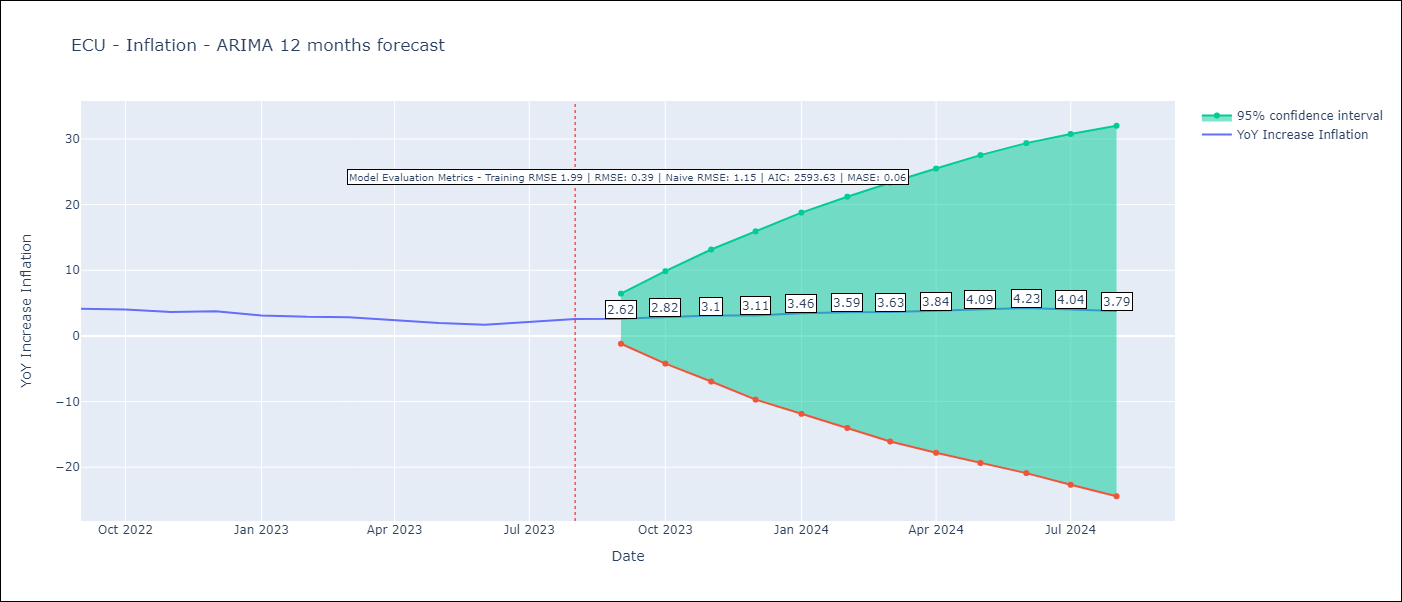 ECU - Inflation - ARIMA 12 months forecast
95% confidence interval
YoY Increase Inflation
Model Evaluation Metrics - Training RMSE 1.99 | RMSE: 0.39 | Naive RMSE: 1.15 | AIC: 2593.63 | MASE: 0.06
YoY Increase Inflation
30
20
10
0
−10
−20
2.62 2.82 3.1 3.11 3.46 3.59 3.63 3.84 4.09 4.23 4.04 3.79
Oct 2022 Jan 2023 Apr 2023 Jul 2023 Oct 2023 Jan 2024 Apr 2024 Jul 2024
Date